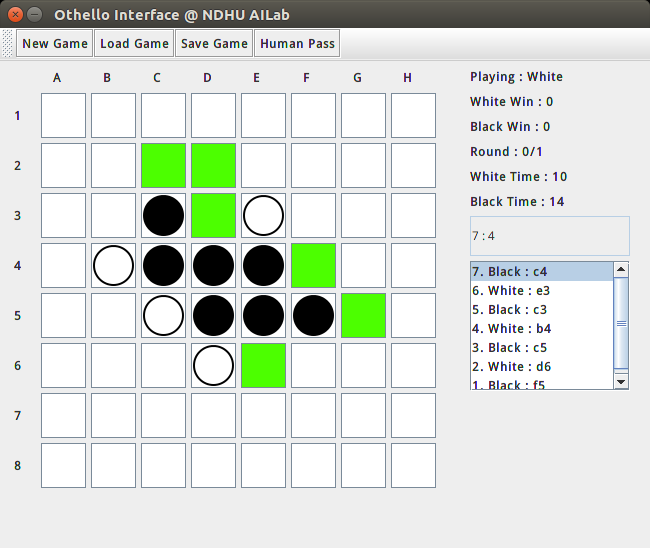 Othello Interface @ NDHU AILab
New Game Load Game Save Game Human Pass
A B C D E F G H
1
2
3
4
5
6
7
8
Playing : White
White Win : 0
Black Win : 0
Round : 0/1
White Time : 10
Black Time : 14
7 : 4
7. Black : c4
6. White : e3
5. Black : c3
4. White : b4
3. Black : c5
2. White : d6
1. Black : f5